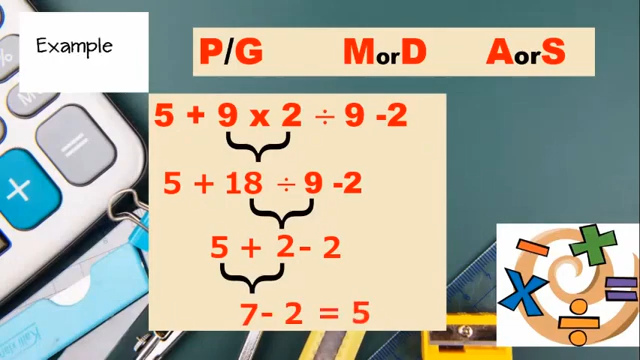 Example
P/G MorD AorS
5 + 9 x 2 ÷ 9 -2
5 + 18 ÷ 9 -2
5 + 2 - 2
7 - 2 = 5